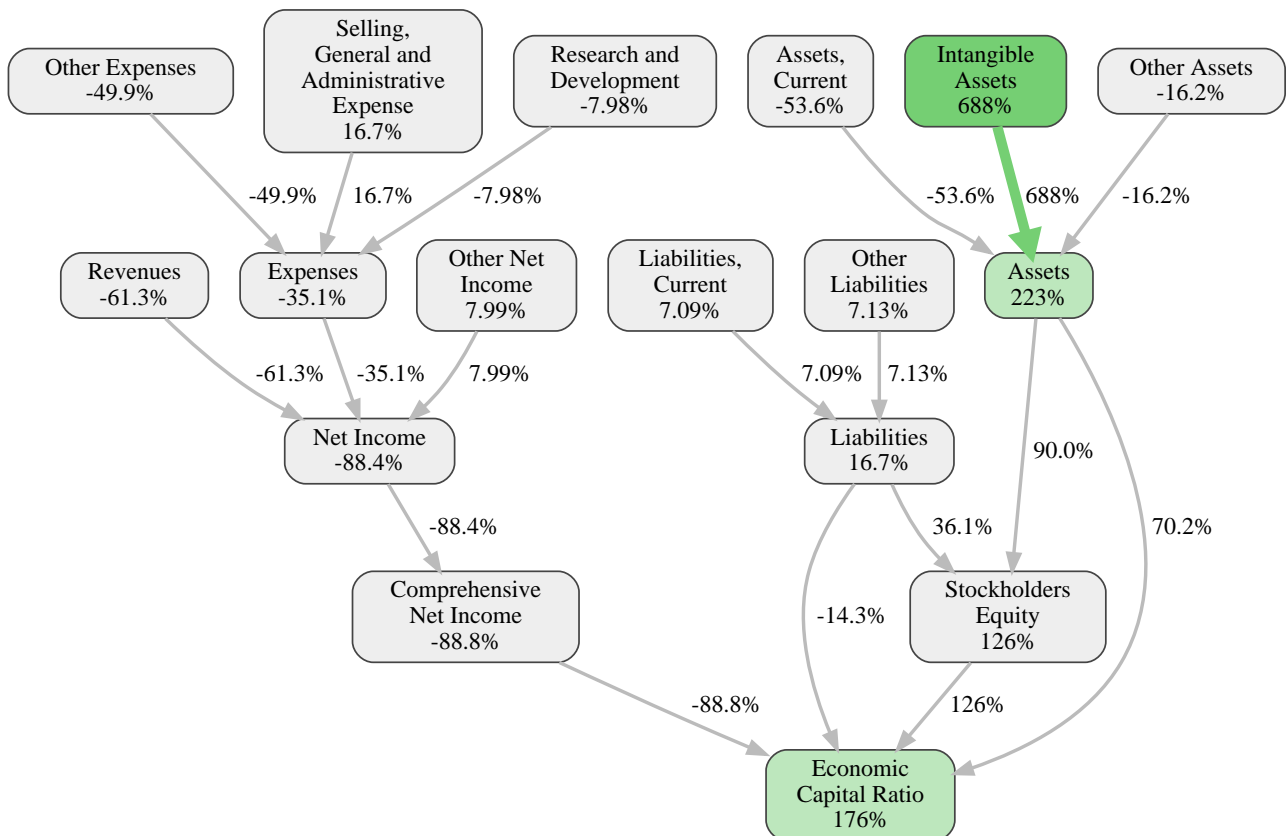 Other Expenses
-49.9%
Selling,
General and
Administrative
Expense
16.7%
Research and
Development
-7.98%
Assets,
Current
-53.6%
Intangible
Assets
688%
Other Assets
-16.2%
-49.9%
16.7%
-7.98%
-53.6%
688%
-16.2%
Revenues
-61.3%
Expenses
-35.1%
Other Net
Income
7.99%
Liabilities,
Current
7.09%
Other
Liabilities
7.13%
Assets
223%
-61.3%
-35.1%
7.99%
7.09%
7.13%
Net Income
-88.4%
Liabilities
16.7%
90.0%
-88.4%
36.1%
70.2%
Comprehensive
Net Income
-88.8%
-14.3%
Stockholders
Equity
126%
-88.8%
126%
Economic
Capital Ratio
176%